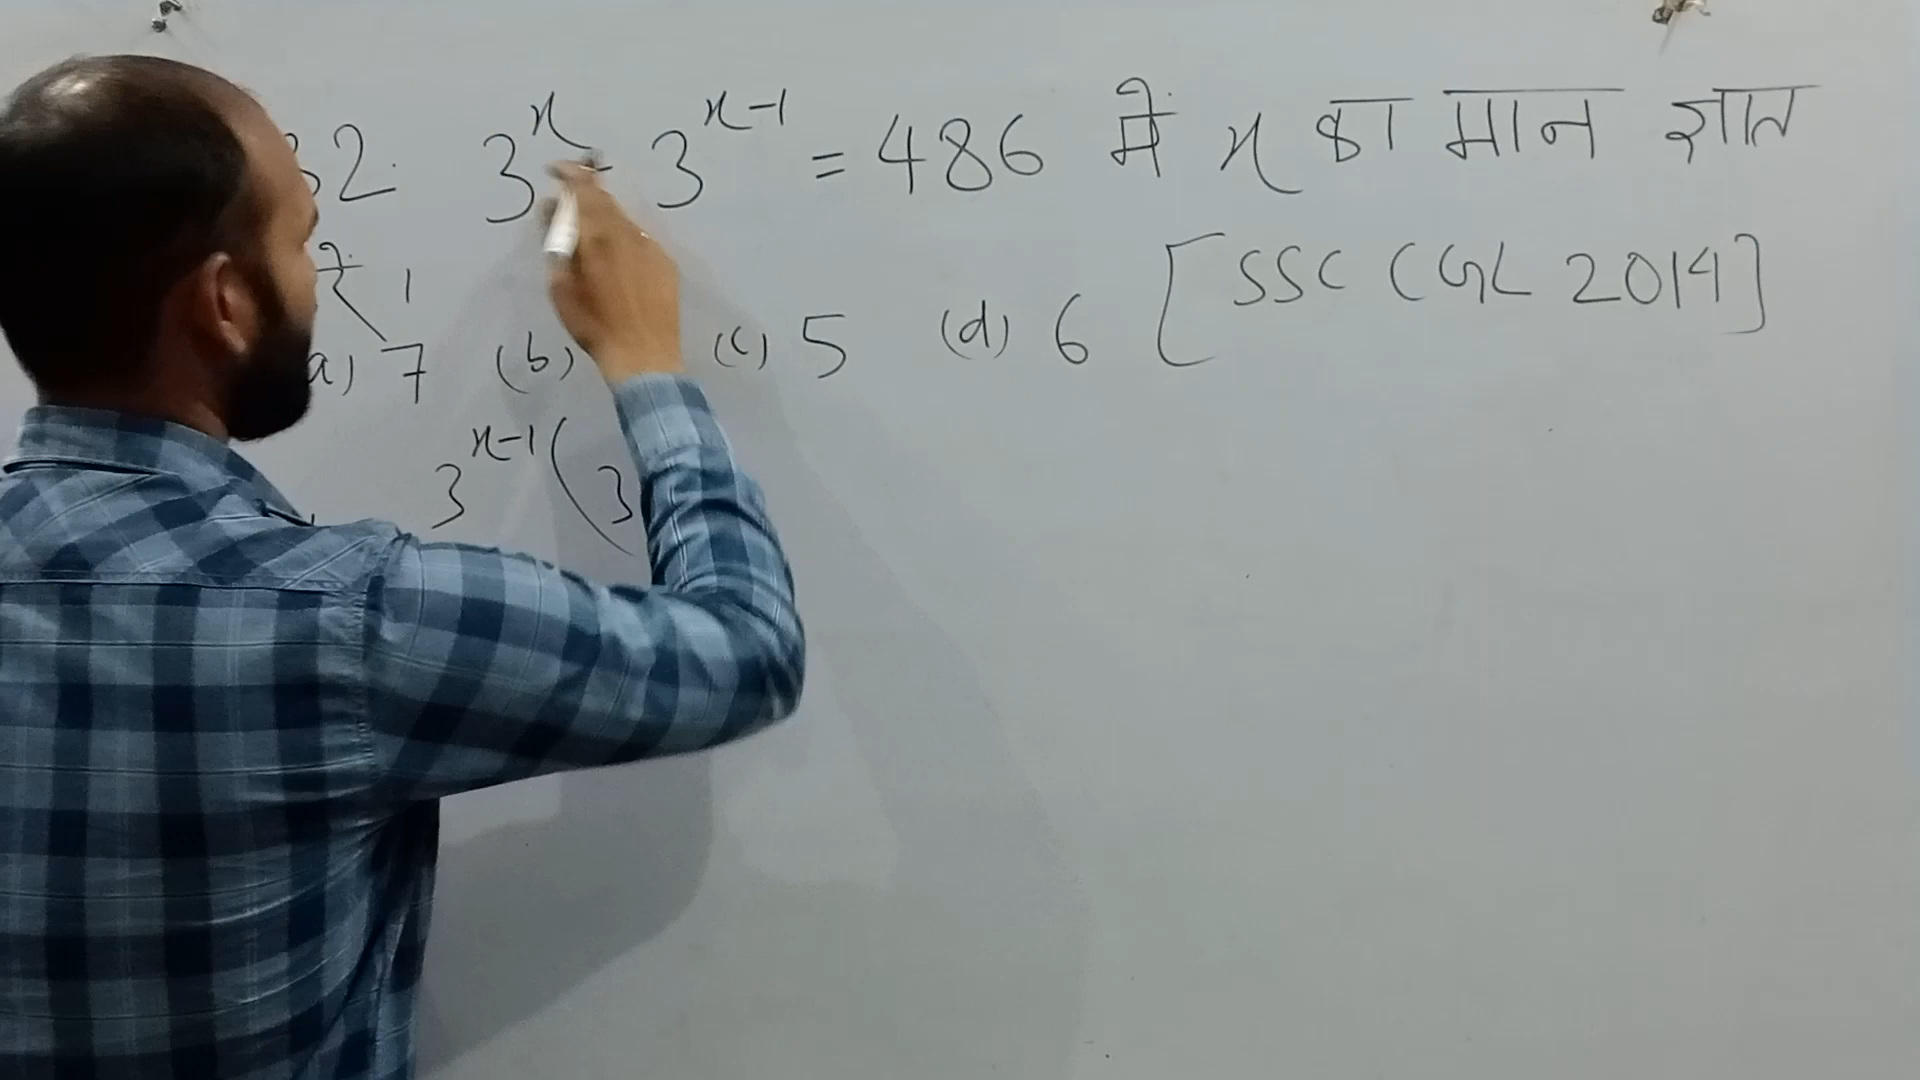 32. 3^x - 3^(x-1) = 486 में x का मान ज्ञात
करें ।
(a) 7 (b) (c) 5 (d) 6 [SSC CGL 2014]
3^(x-1) (3